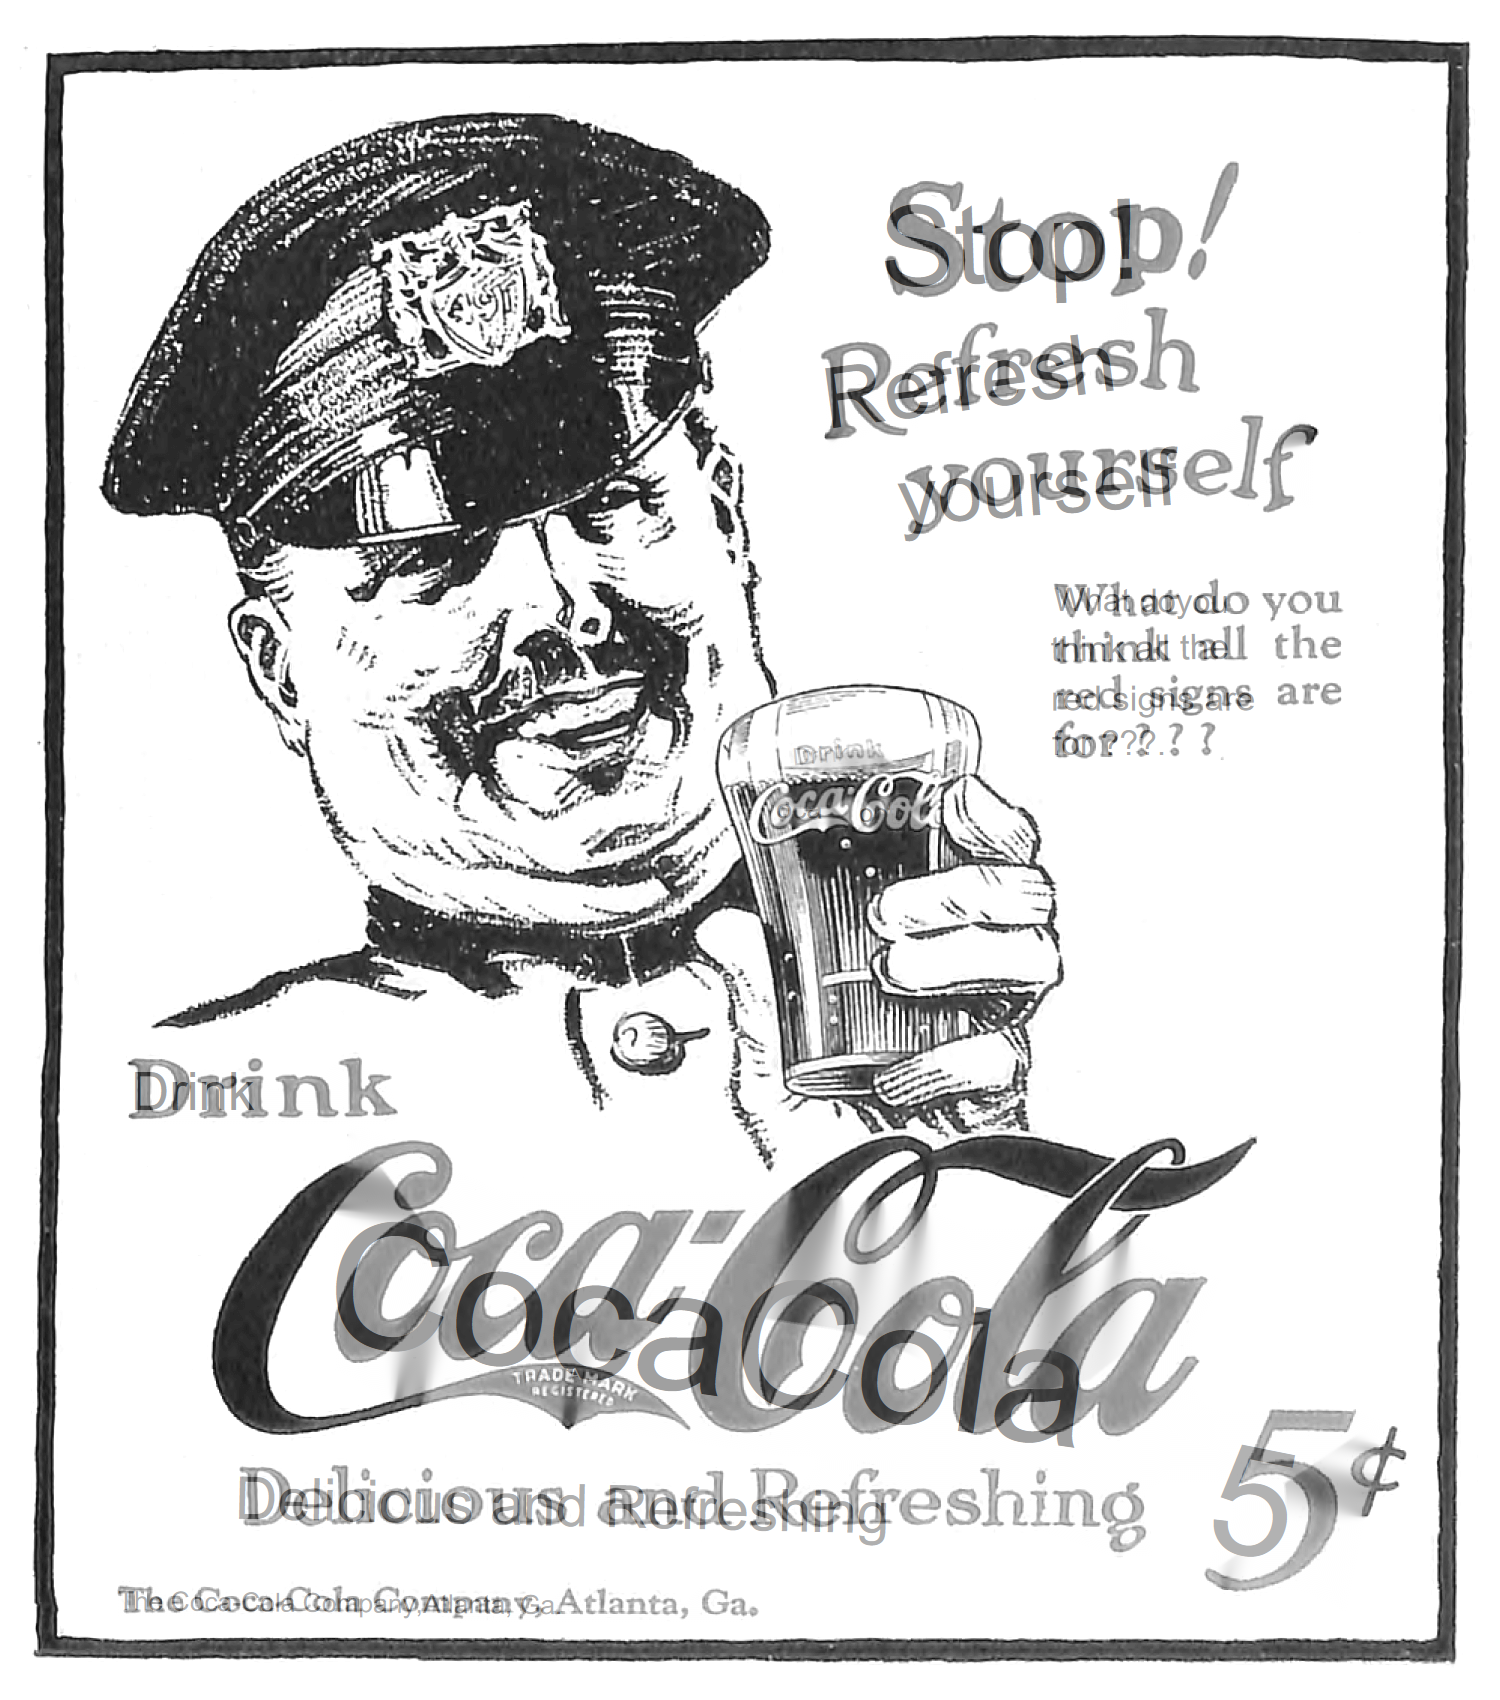 Stop!
Refresh
yourself
What do you
think all the
red signs are
for????
Drink
Coca-Cola
Drink
Coca-Cola
TRADE MARK
REGISTERED
Delicious and Refreshing
5¢
The Coca-Cola Company, Atlanta, Ga.